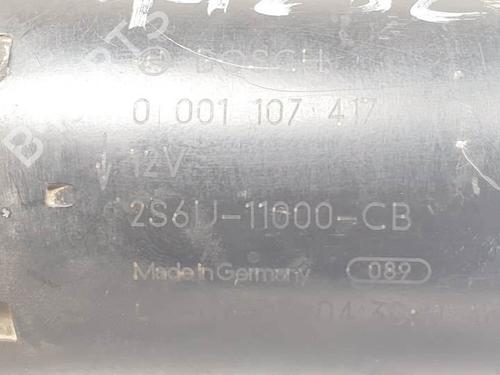 BOSCH
0 001 107 417
12V
2S6U-11000-CB
Made in Germany
089